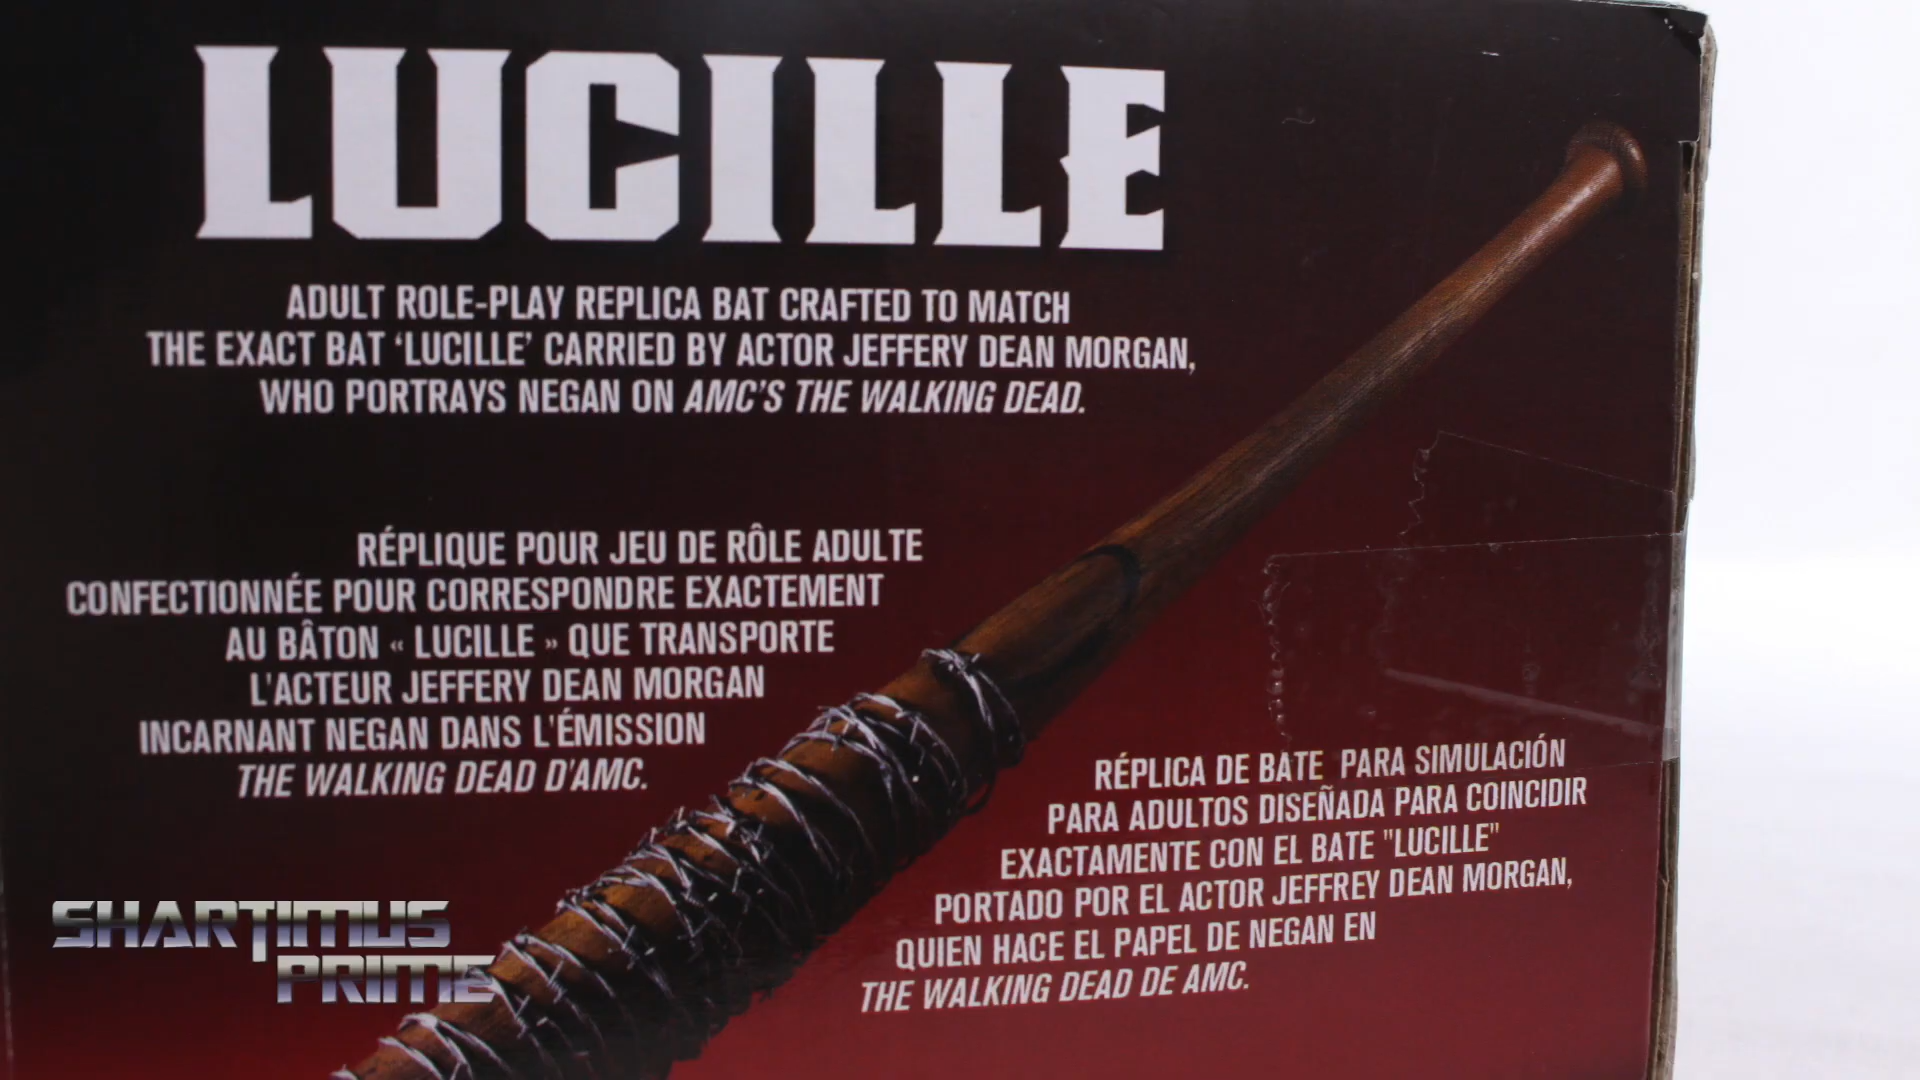 LUCILLE
ADULT ROLE-PLAY REPLICA BAT CRAFTED TO MATCH
THE EXACT BAT ‘LUCILLE’ CARRIED BY ACTOR JEFFERY DEAN MORGAN,
WHO PORTRAYS NEGAN ON AMC'S THE WALKING DEAD.
RÉPLIQUE POUR JEU DE RÔLE ADULTE
CONFECTIONNÉE POUR CORRESPONDRE EXACTEMENT
AU BÂTON « LUCILLE » QUE TRANSPORTE
L'ACTEUR JEFFERY DEAN MORGAN
INCARNANT NEGAN DANS L'ÉMISSION
THE WALKING DEAD D'AMC.
RÉPLICA DE BATE PARA SIMULACIÓN
PARA ADULTOS DISEÑADA PARA COINCIDIR
EXACTAMENTE CON EL BATE "LUCILLE"
PORTADO POR EL ACTOR JEFFREY DEAN MORGAN,
QUIEN HACE EL PAPEL DE NEGAN EN
THE WALKING DEAD DE AMC.
SHARTIMUS
PRIME